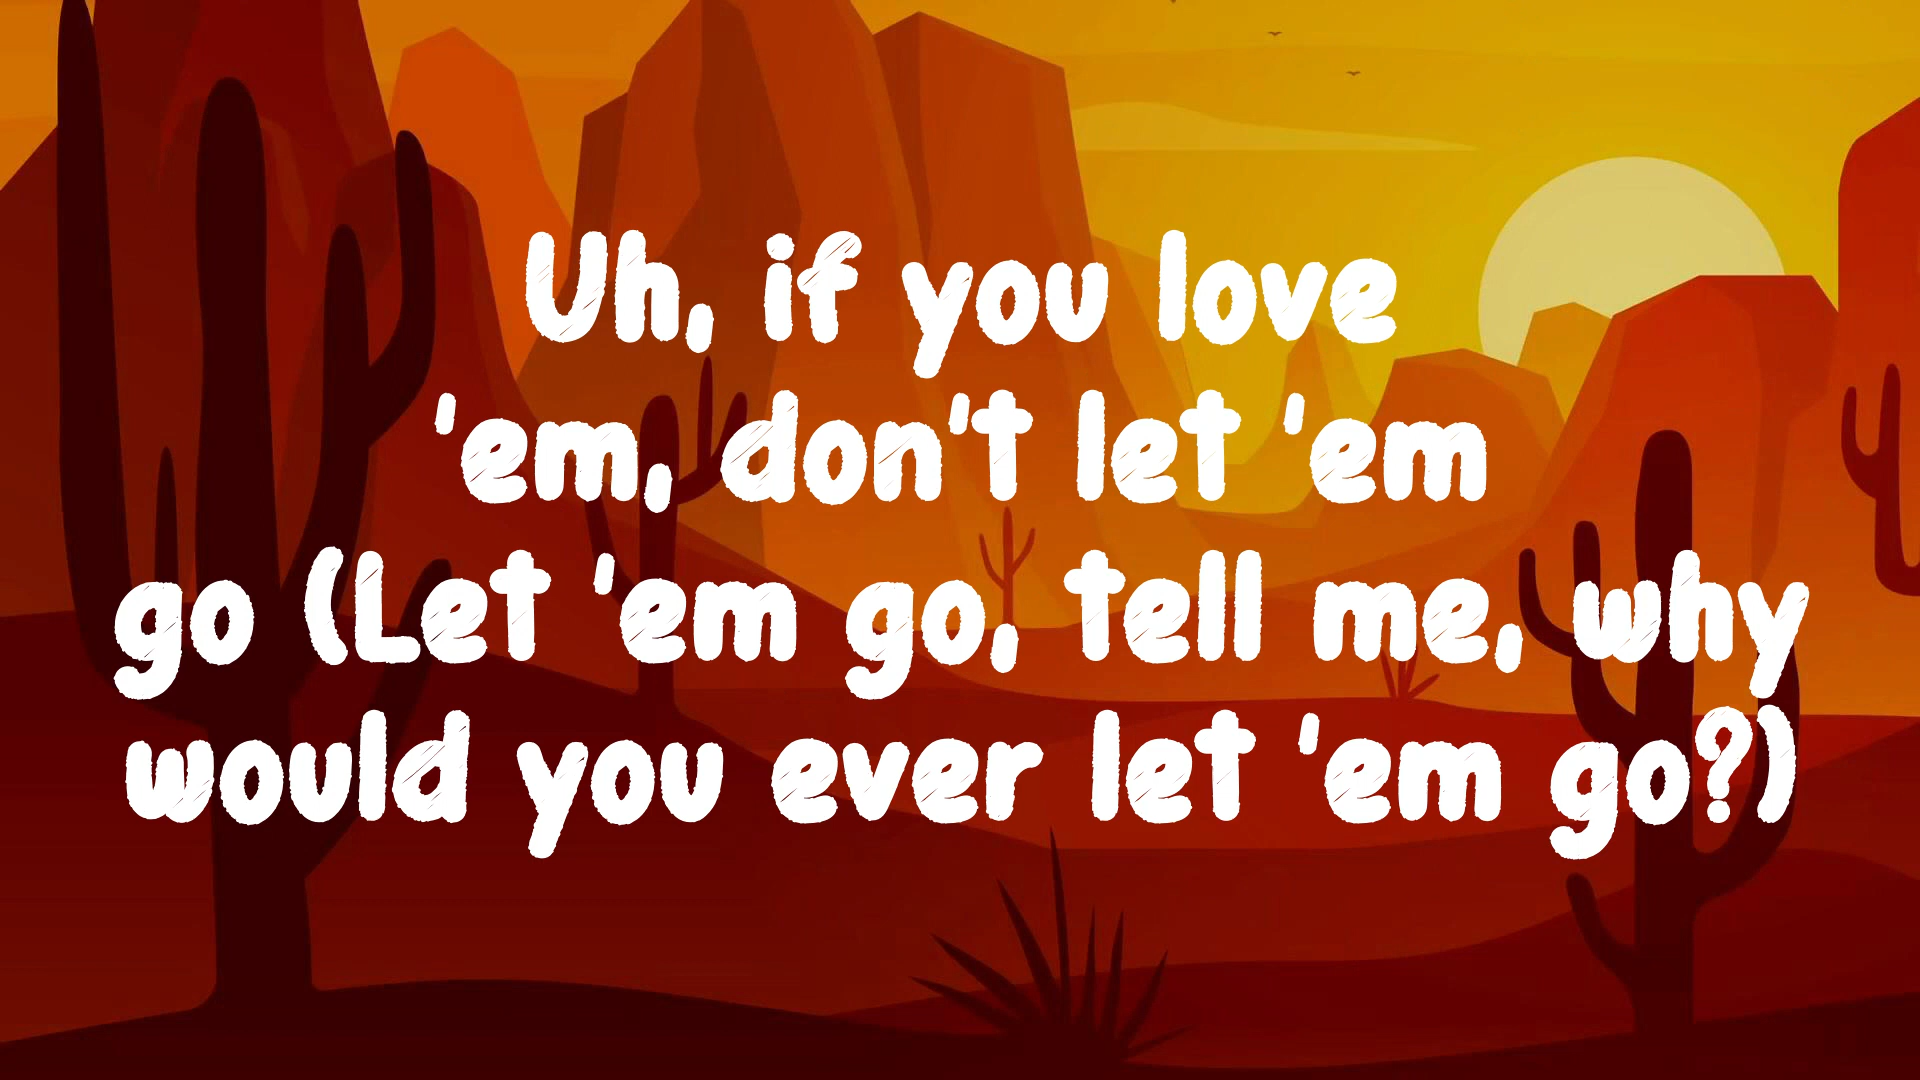 Uh, if you love
'em, don't let 'em
go (Let 'em go, tell me, why
would you ever let 'em go?)